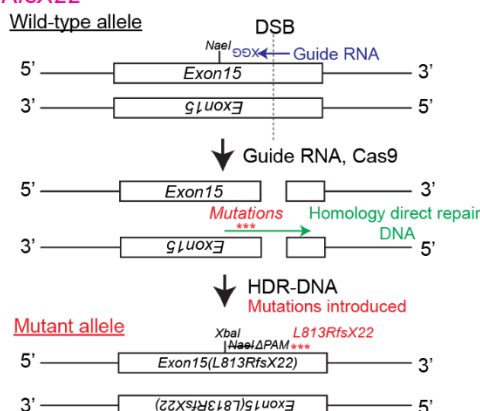 Wild-type allele
DSB
NaeI
XGG
Guide RNA
5’ Exon15 3’
3’ Exon15 5’
Guide RNA, Cas9
5’ Exon15 3’
Mutations
***
Homology direct repair
DNA
3’ Exon15 5’
HDR-DNA
Mutations introduced
Mutant allele
XbaI
L813RfsX22
NaeI ΔPAM ***
5’ Exon15(L813RfsX22) 3’
3’ Exon15(L813RfsX22) 5’